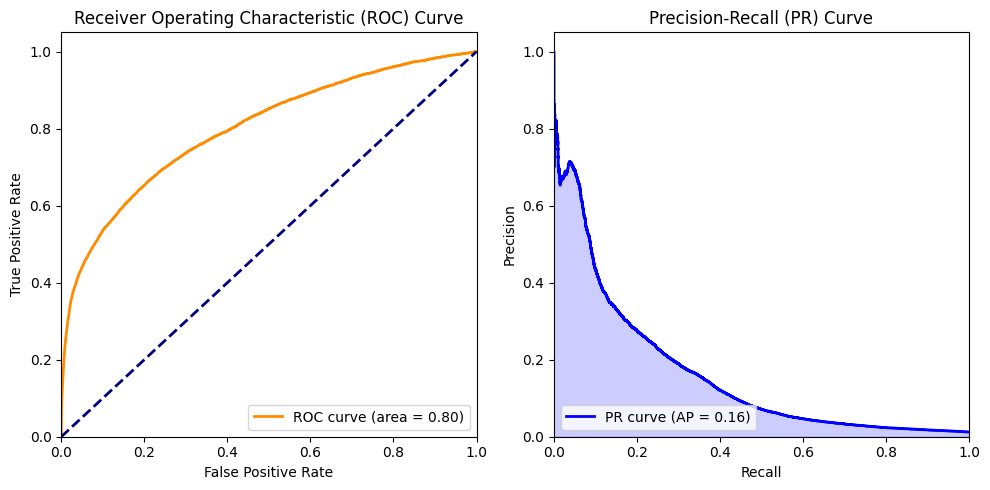 Receiver Operating Characteristic (ROC) Curve
1.0
0.8
0.6
0.4
0.2
0.0
True Positive Rate
0.0 0.2 0.4 0.6 0.8 1.0
False Positive Rate
ROC curve (area = 0.80)
Precision-Recall (PR) Curve
1.0
0.8
0.6
0.4
0.2
0.0
Precision
0.0 0.2 0.4 0.6 0.8 1.0
Recall
PR curve (AP = 0.16)